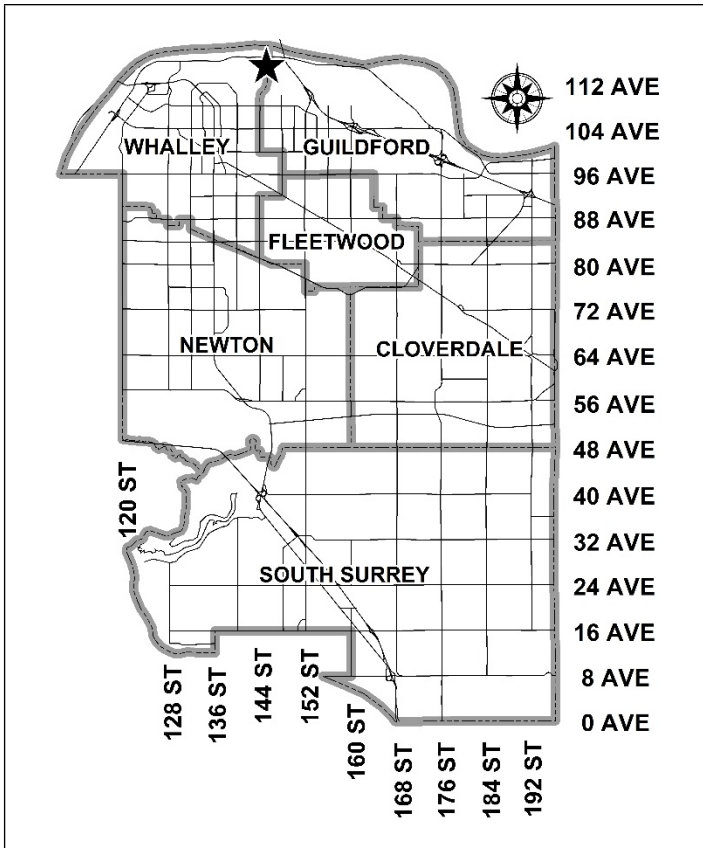 112 AVE
104 AVE
WHALLEY
GUILDFORD
96 AVE
88 AVE
FLEETWOOD
80 AVE
72 AVE
NEWTON
CLOVERDALE
64 AVE
56 AVE
48 AVE
120 ST
40 AVE
32 AVE
SOUTH SURREY
24 AVE
16 AVE
8 AVE
0 AVE
128 ST
136 ST
144 ST
152 ST
160 ST
168 ST
176 ST
184 ST
192 ST